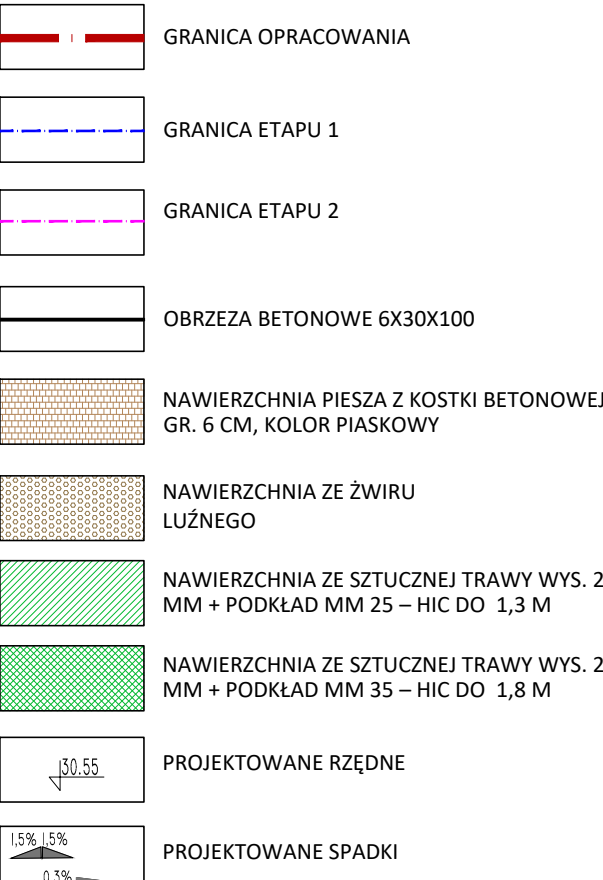 GRANICA OPRACOWANIA
GRANICA ETAPU 1
GRANICA ETAPU 2
OBRZEZA BETONOWE 6X30X100
NAWIERZCHNIA PIESZA Z KOSTKI BETONOWEJ
GR. 6 CM, KOLOR PIASKOWY
NAWIERZCHNIA ZE ŻWIRU
LUŹNEGO
NAWIERZCHNIA ZE SZTUCZNEJ TRAWY WYS. 2
MM + PODKŁAD MM 25 – HIC DO 1,3 M
NAWIERZCHNIA ZE SZTUCZNEJ TRAWY WYS. 2
MM + PODKŁAD MM 35 – HIC DO 1,8 M
30.55
PROJEKTOWANE RZĘDNE
1,5% 1,5%
PROJEKTOWANE SPADKI
0,3%